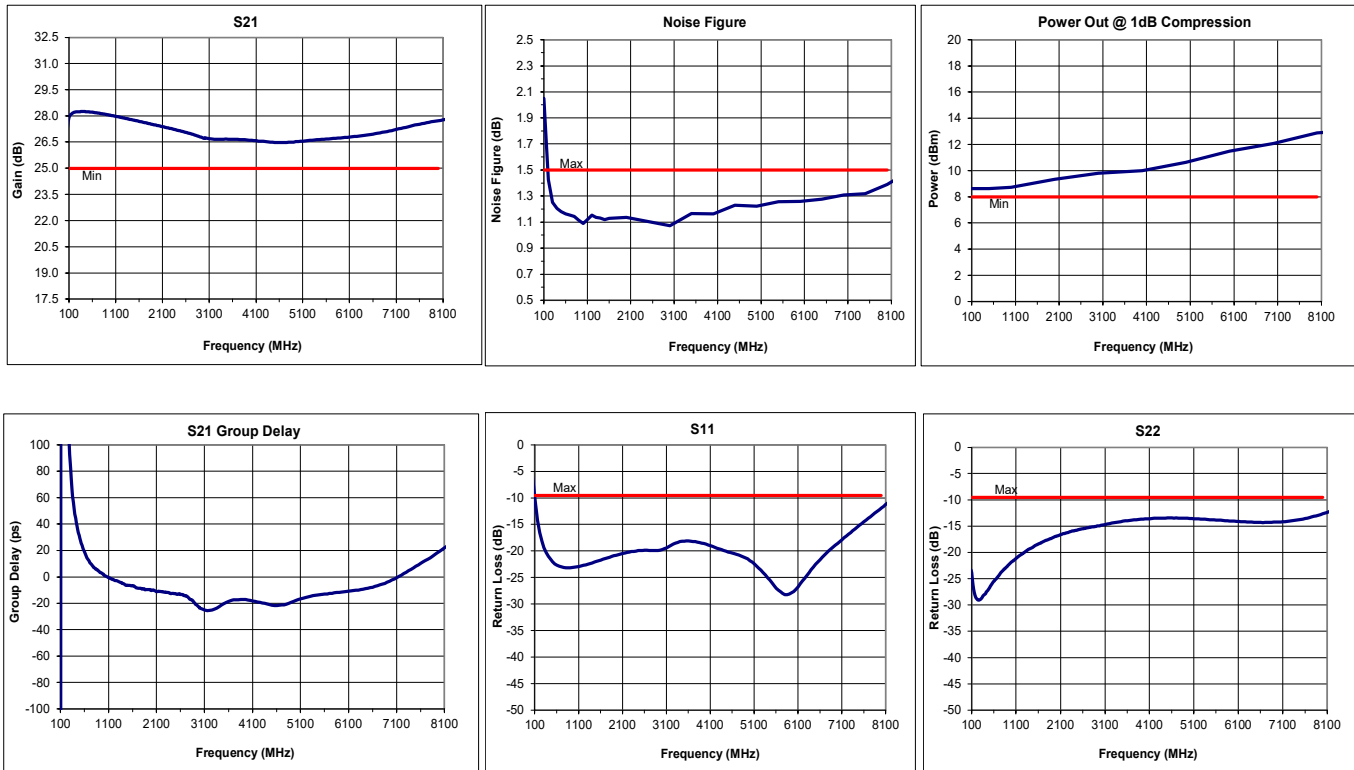 S21
Gain (dB)
32.5
31.0
29.5
28.0
26.5
25.0
23.5
22.0
20.5
19.0
17.5
Min
100 1100 2100 3100 4100 5100 6100 7100 8100
Frequency (MHz)
Noise Figure
Noise Figure (dB)
2.5
2.3
2.1
1.9
1.7
1.5
1.3
1.1
0.9
0.7
0.5
Max
100 1100 2100 3100 4100 5100 6100 7100 8100
Frequency (MHz)
Power Out @ 1dB Compression
Power (dBm)
20
18
16
14
12
10
8
6
4
2
0
Min
100 1100 2100 3100 4100 5100 6100 7100 8100
Frequency (MHz)
S21 Group Delay
Group Delay (ps)
100
80
60
40
20
0
-20
-40
-60
-80
-100
100 1100 2100 3100 4100 5100 6100 7100 8100
Frequency (MHz)
S11
Return Loss (dB)
0
-5
-10
-15
-20
-25
-30
-35
-40
-45
-50
Max
100 1100 2100 3100 4100 5100 6100 7100 8100
Frequency (MHz)
S22
Return Loss (dB)
0
-5
-10
-15
-20
-25
-30
-35
-40
-45
-50
Max
100 1100 2100 3100 4100 5100 6100 7100 8100
Frequency (MHz)